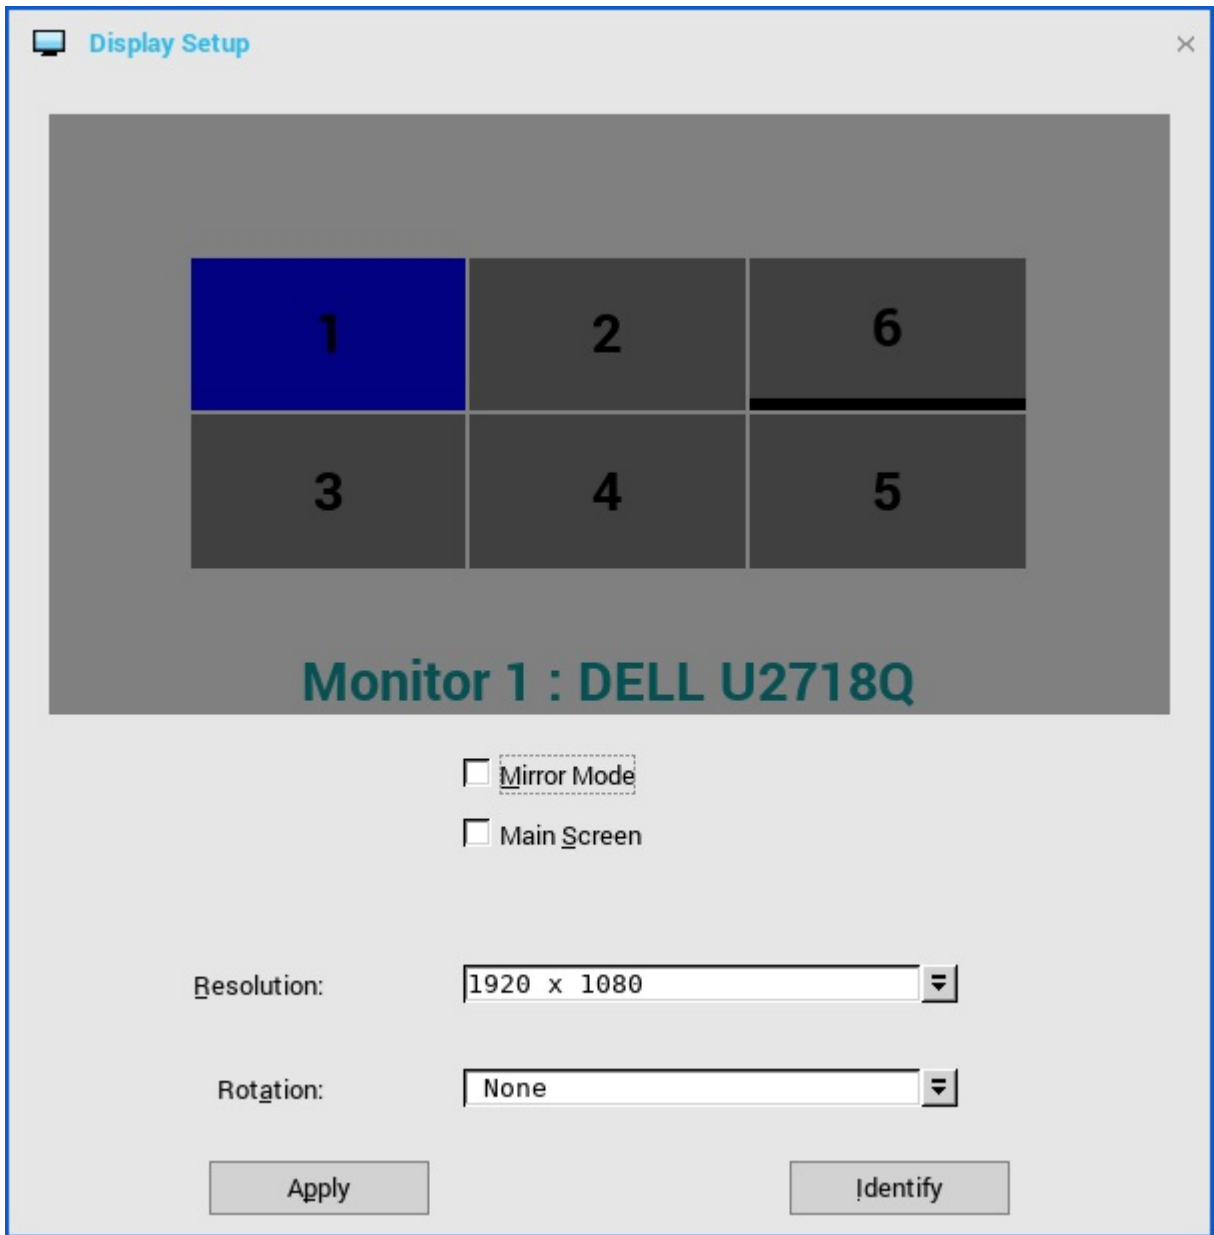 Display Setup
1 2 6
3 4 5
Monitor 1 : DELL U2718Q
Mirror Mode
Main Screen
Resolution: 1920 x 1080
Rotation: None
Apply Identify